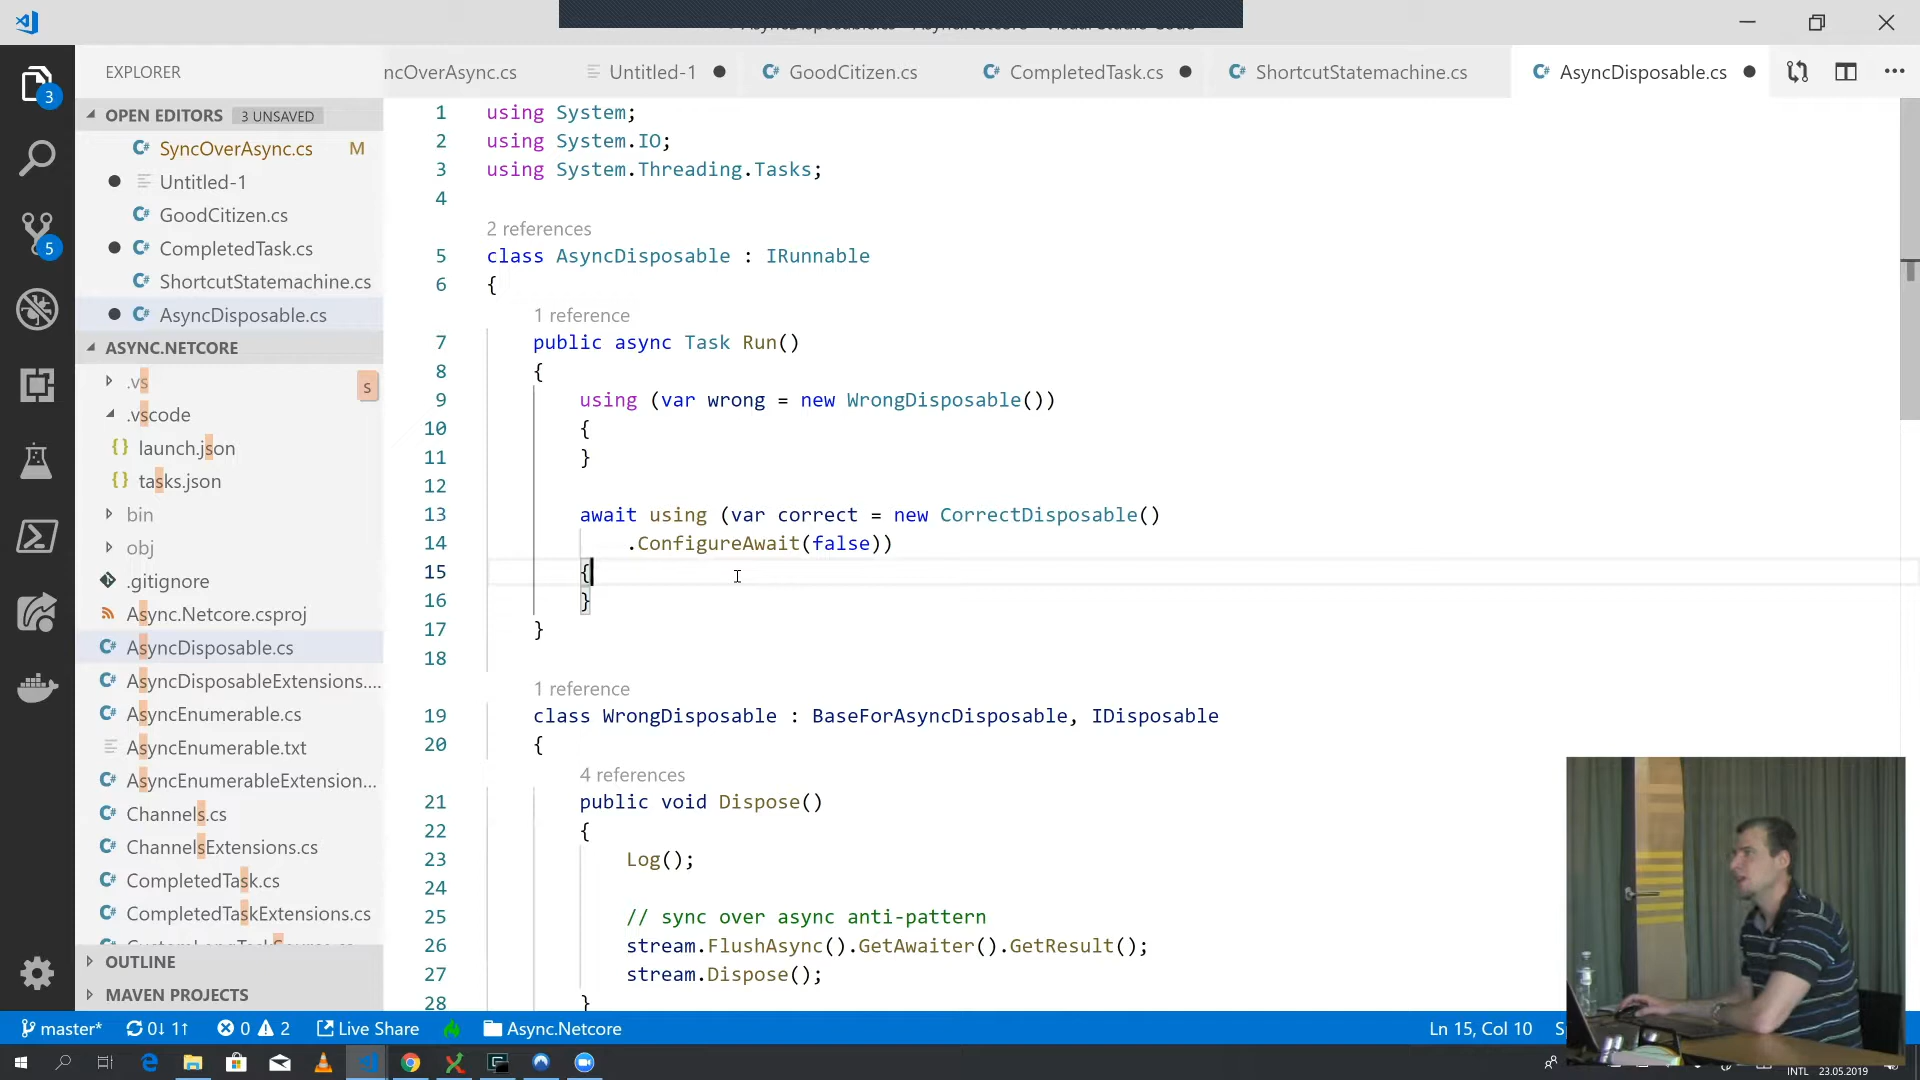 EXPLORER
ncOverAsync.cs
Untitled-1
GoodCitizen.cs
CompletedTask.cs
ShortcutStatemachine.cs
AsyncDisposable.cs
3
5
OPEN EDITORS 3 UNSAVED
SyncOverAsync.cs M
Untitled-1
GoodCitizen.cs
CompletedTask.cs
ShortcutStatemachine.cs
AsyncDisposable.cs
ASYNC.NETCORE
.vs
s
.vscode
{} launch.json
{} tasks.json
bin
obj
.gitignore
Async.Netcore.csproj
AsyncDisposable.cs
AsyncDisposableExtensions....
AsyncEnumerable.cs
AsyncEnumerable.txt
AsyncEnumerableExtension...
Channels.cs
ChannelsExtensions.cs
CompletedTask.cs
CompletedTaskExtensions.cs
OUTLINE
MAVEN PROJECTS
1 using System;
2 using System.IO;
3 using System.Threading.Tasks;
4
2 references
5 class AsyncDisposable : IRunnable
6 {
1 reference
7 public async Task Run()
8 {
9 using (var wrong = new WrongDisposable())
10 {
11 }
12
13 await using (var correct = new CorrectDisposable()
14 .ConfigureAwait(false))
15 {
16 }
17 }
18
1 reference
19 class WrongDisposable : BaseForAsyncDisposable, IDisposable
20 {
4 references
21 public void Dispose()
22 {
23 Log();
24
25 // sync over async anti-pattern
26 stream.FlushAsync().GetAwaiter().GetResult();
27 stream.Dispose();
28 }
master* 0↓ 1↑ 0 2 Live Share Async.Netcore Ln 15, Col 10 S
INTL 23.05.2019